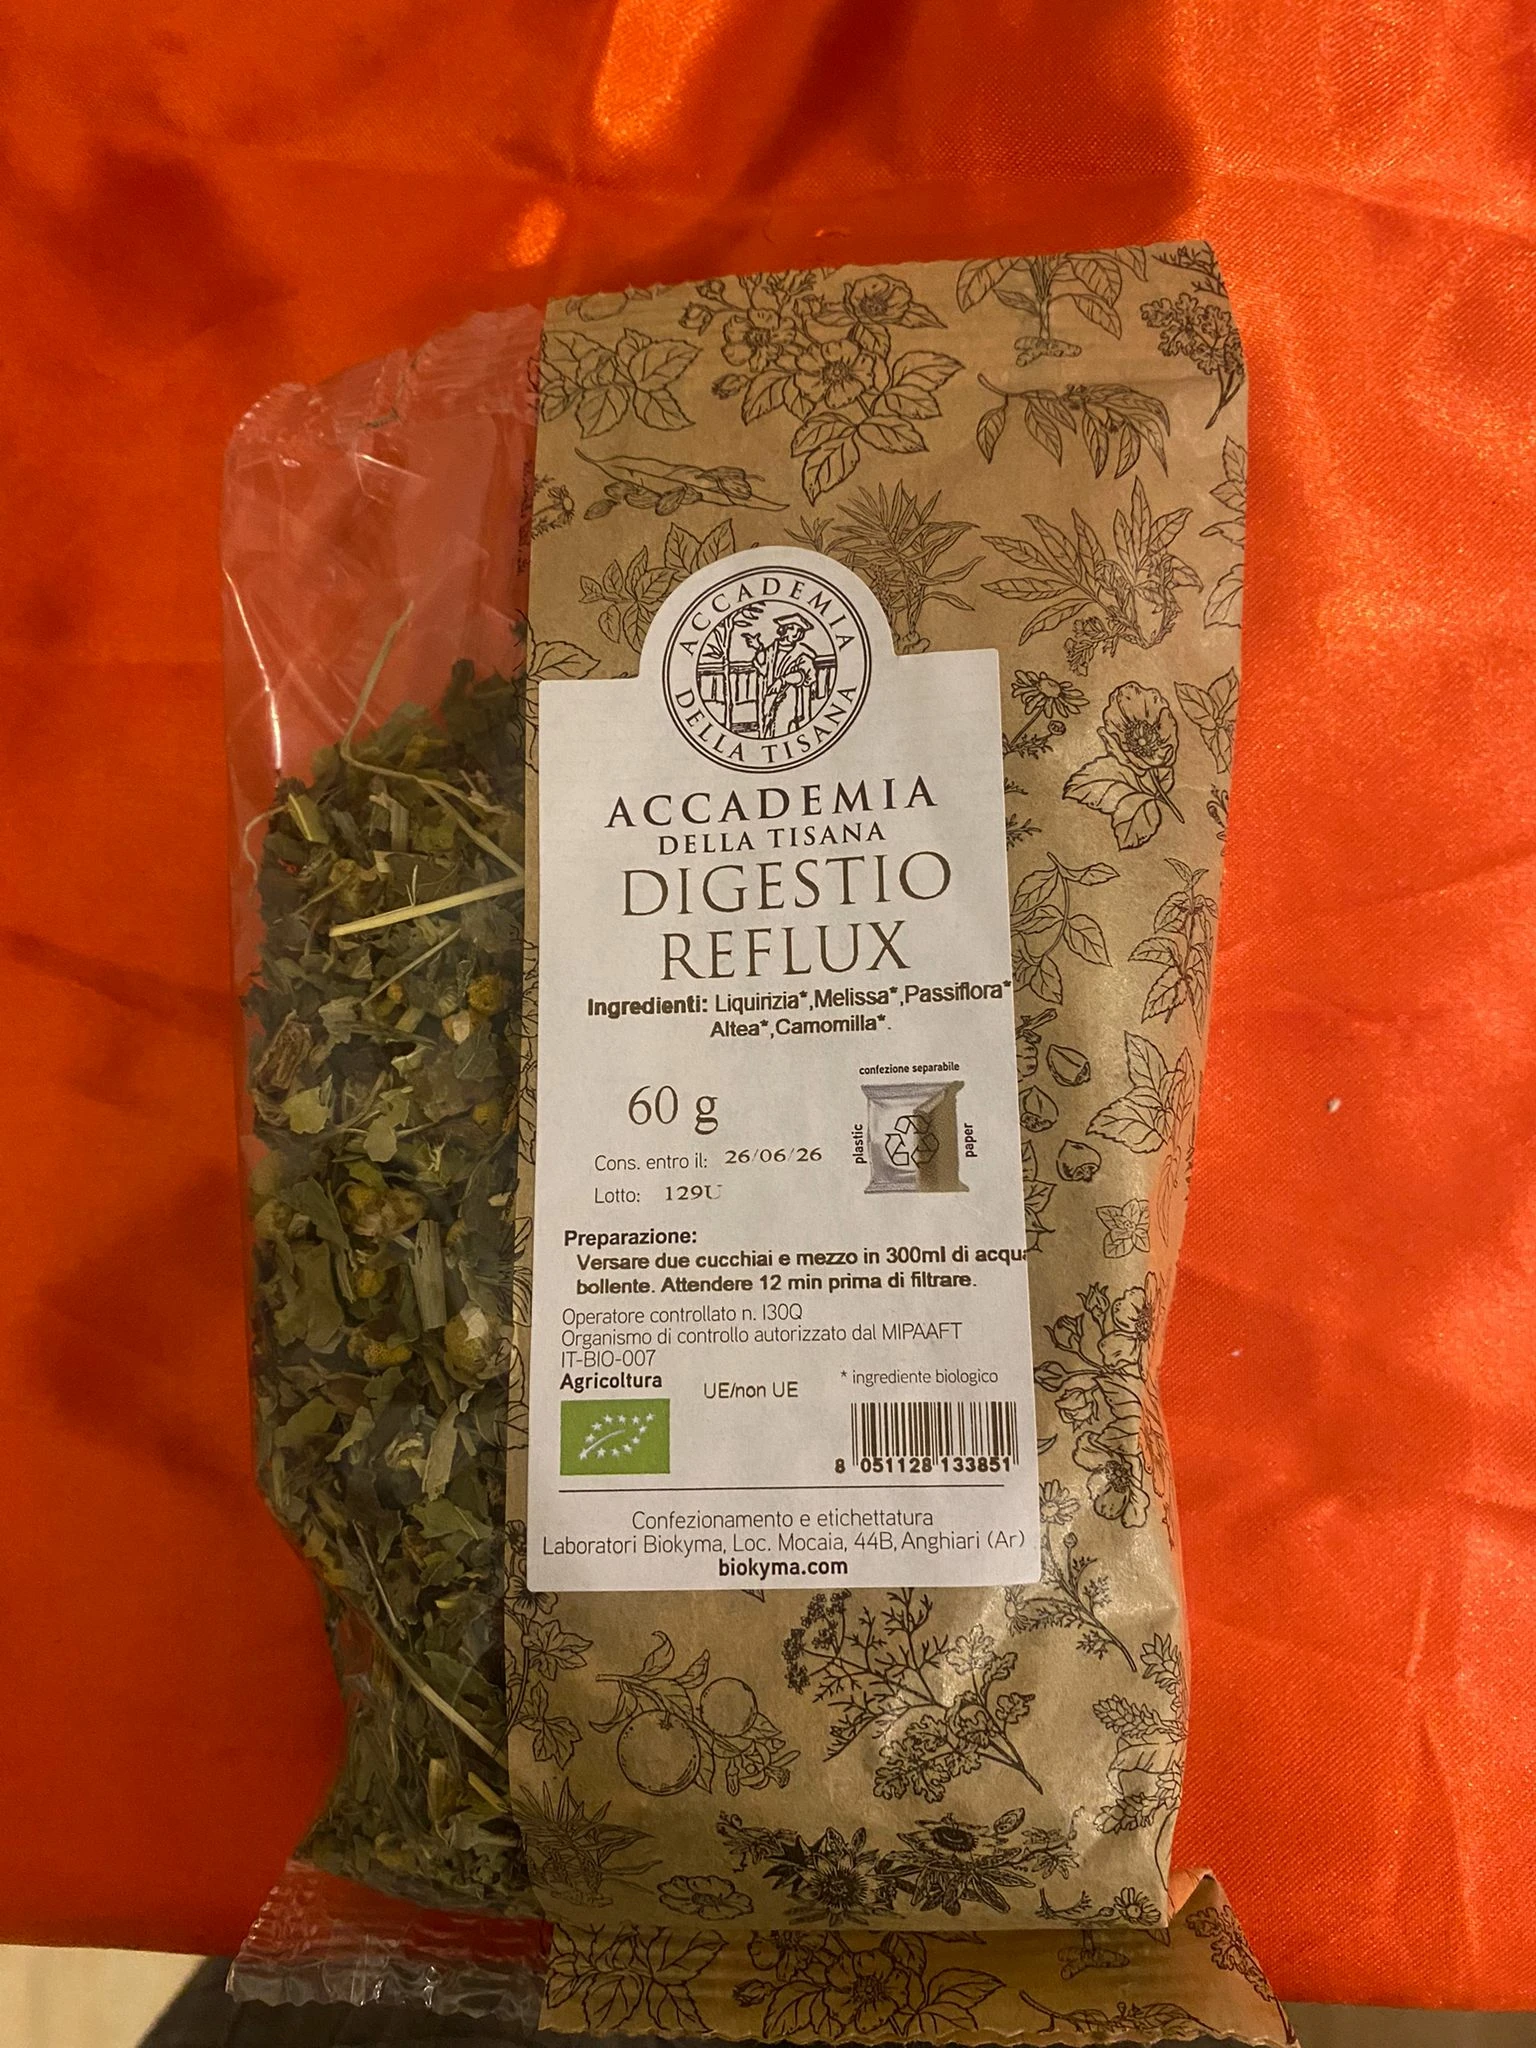 ACCADEMIA
DELLA TISANA
ACCADEMIA
DELLA TISANA
DIGESTIO
REFLUX
Ingredienti: Liquirizia*,Melissa*,Passiflora*
Altea*,Camomilla*.
confezione separabile
plastic
paper
60 g
Cons. entro il: 26/06/26
Lotto: 129U
Preparazione:
Versare due cucchiai e mezzo in 300ml di acqua
bollente. Attendere 12 min prima di filtrare.
Operatore controllato n. I30Q
Organismo di controllo autorizzato dal MIPAAFT
IT-BIO-007
Agricoltura
UE/non UE
* ingrediente biologico
8 051128 133851
Confezionamento e etichettatura
Laboratori Biokyma, Loc. Mocaia, 44B, Anghiari (Ar)
biokyma.com